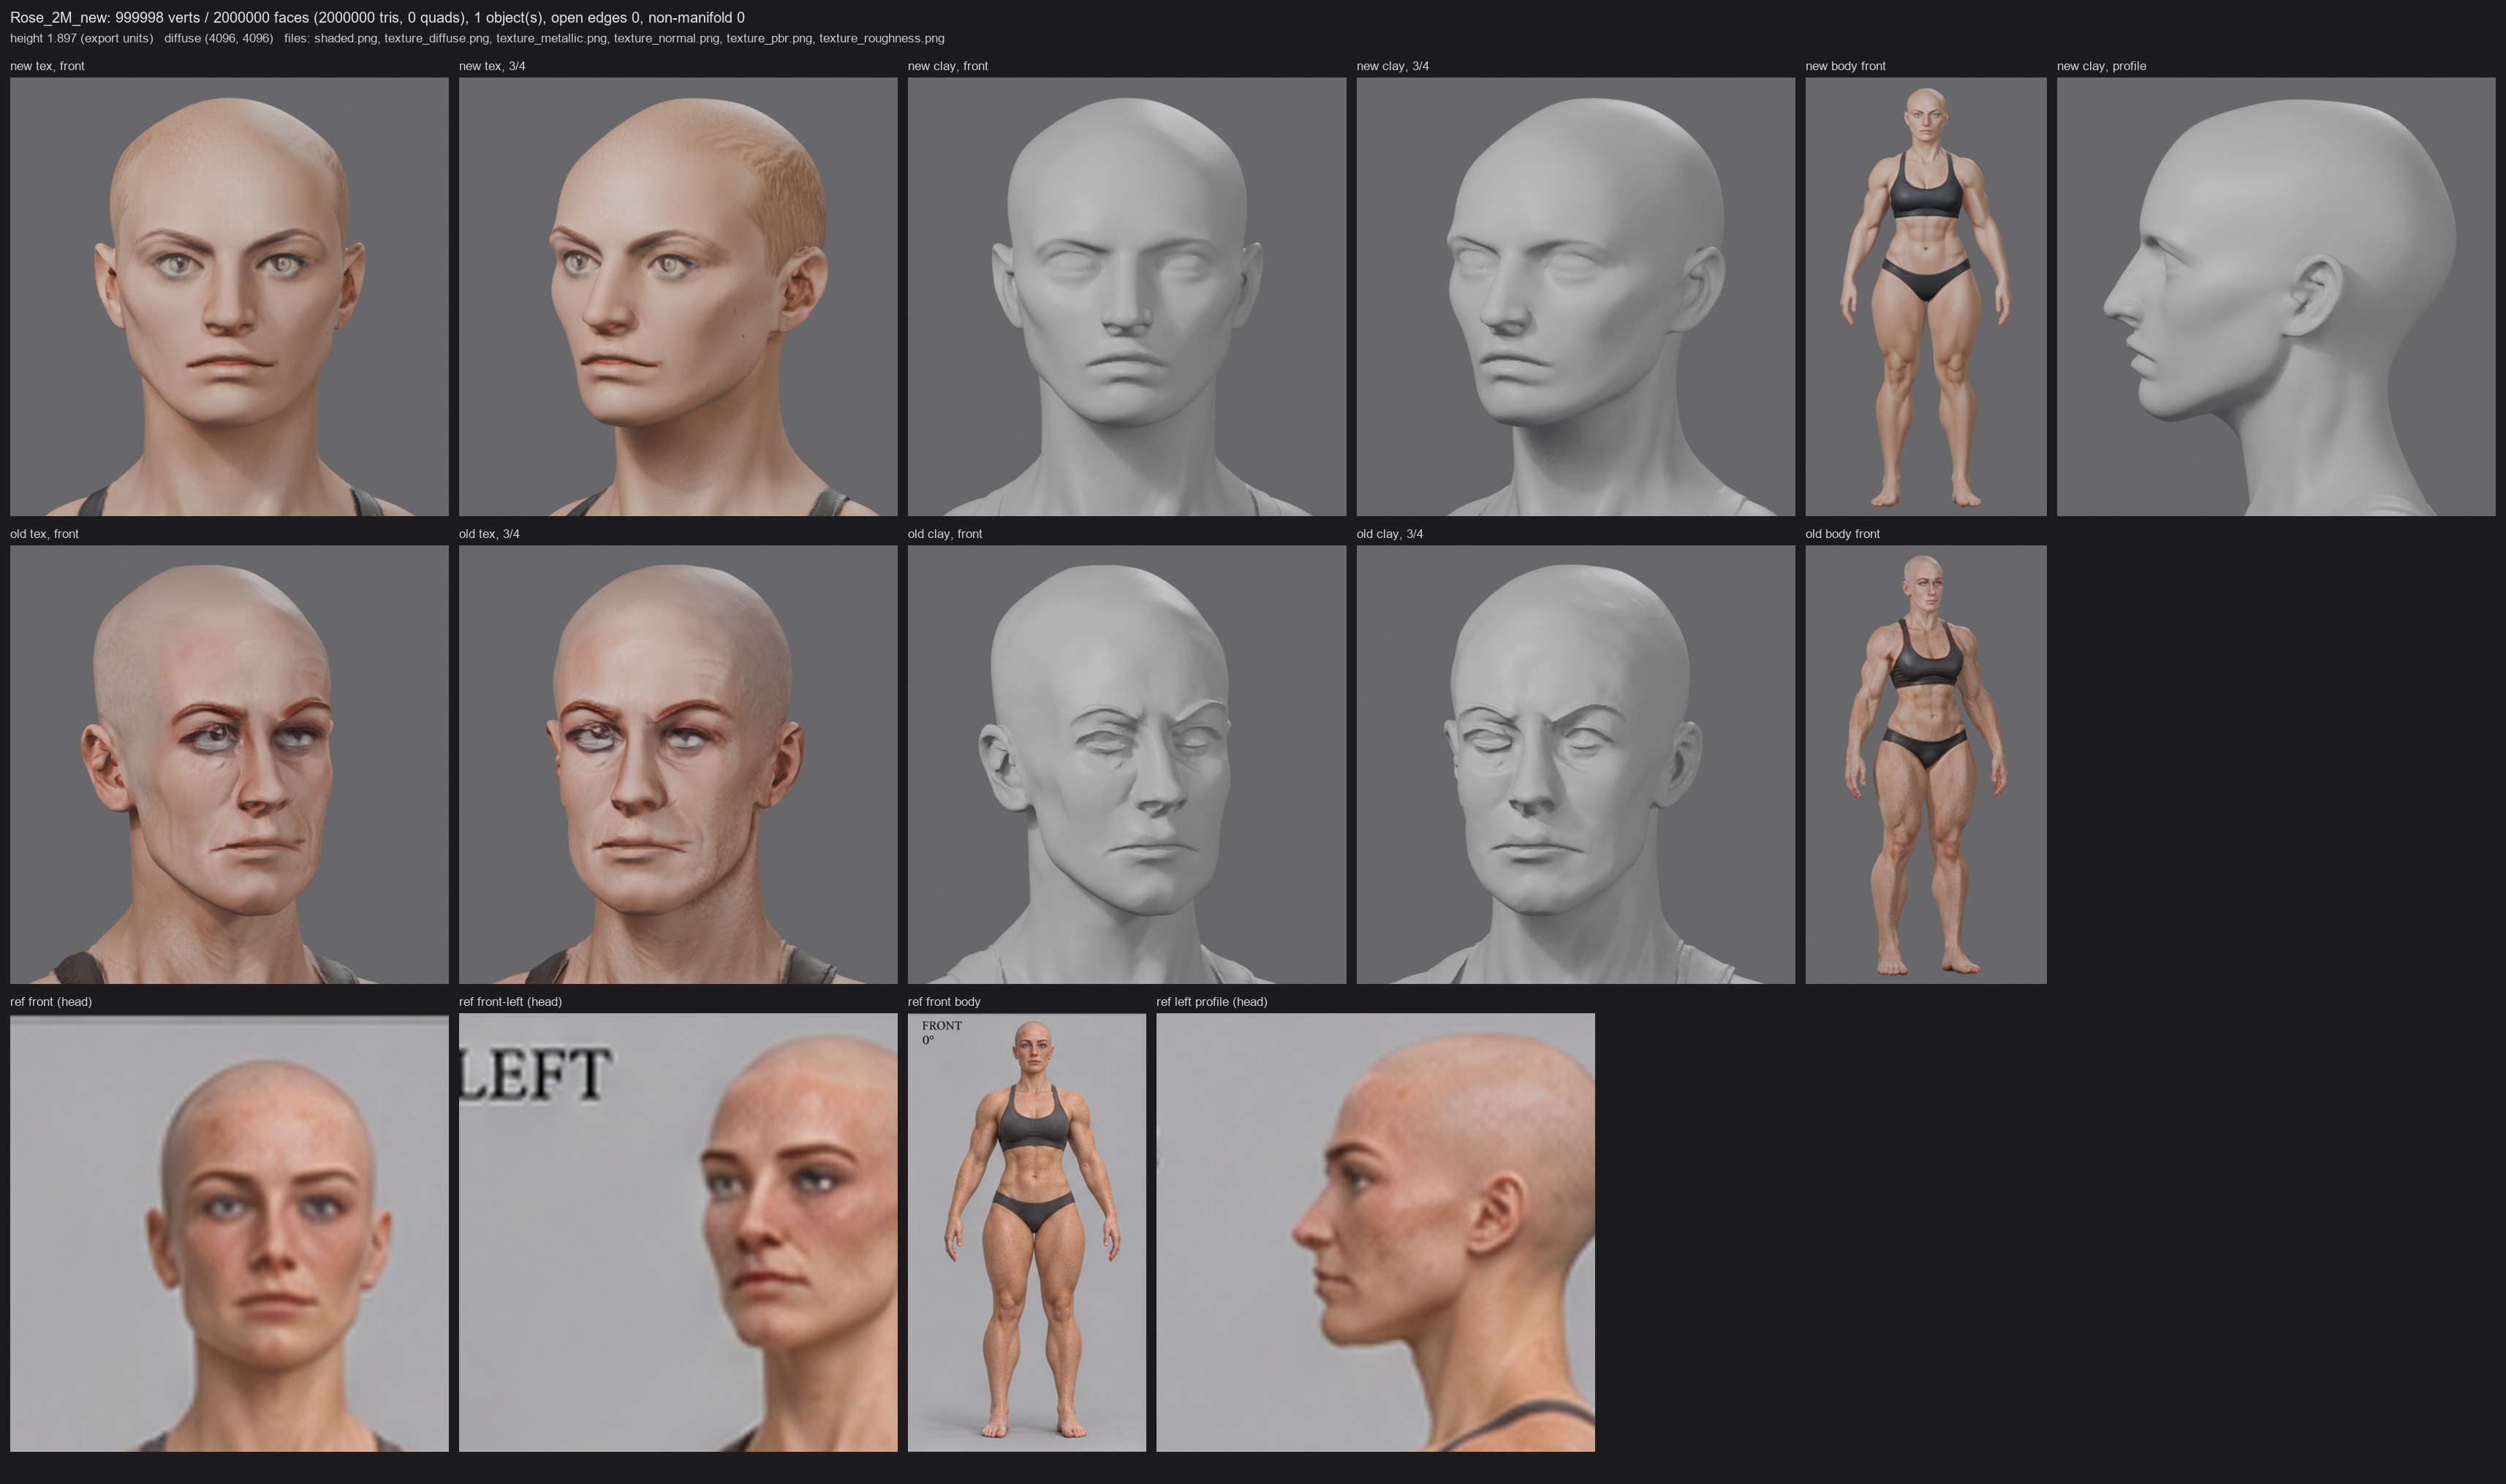 Rose_2M_new: 999998 verts / 2000000 faces (2000000 tris, 0 quads), 1 object(s), open edges 0, non-manifold 0
height 1.897 (export units)   diffuse (4096, 4096)   files: shaded.png, texture_diffuse.png, texture_metallic.png, texture_normal.png, texture_pbr.png, texture_roughness.png
new tex, front
new tex, 3/4
new clay, front
new clay, 3/4
new body front
new clay, profile
old tex, front
old tex, 3/4
old clay, front
old clay, 3/4
old body front
ref front (head)
ref front-left (head)
ref front body
ref left profile (head)
LEFT
FRONT
0°